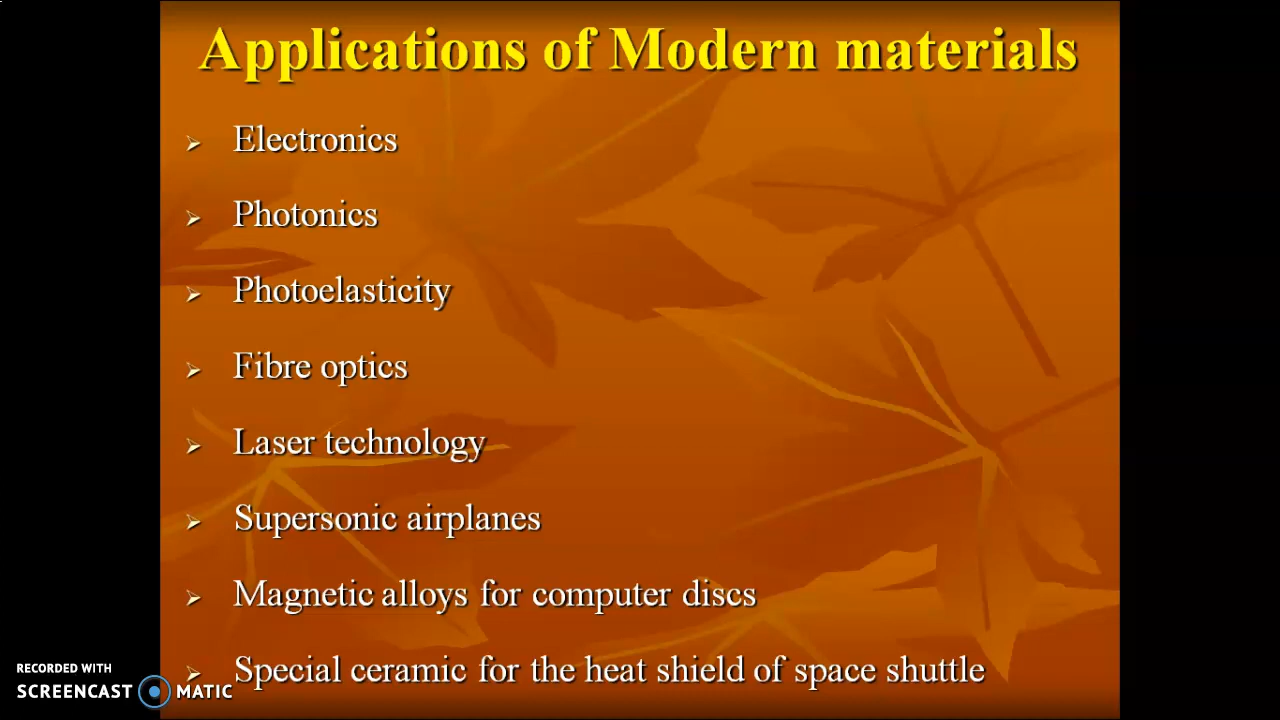 Applications of Modern materials
Electronics
Photonics
Photoelasticity
Fibre optics
Laser technology
Supersonic airplanes
Magnetic alloys for computer discs
Special ceramic for the heat shield of space shuttle
RECORDED WITH
SCREENCAST MATIC